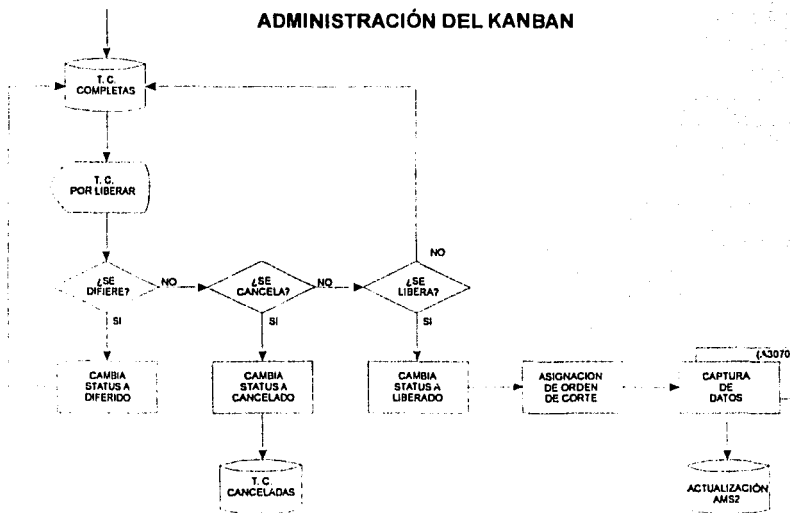 ADMINISTRACIÓN DEL KANBAN
T. C.
COMPLETAS
T. C.
POR LIBERAR
NO
¿SE
DIFIERE?
NO
¿SE
CANCELA?
NO
¿SE
LIBERA?
SI
SI
SI
CAMBIA
STATUS A
DIFERIDO
CAMBIA
STATUS A
CANCELADO
CAMBIA
STATUS A
LIBERADO
ASIGNACION
DE ORDEN
DE CORTE
CAPTURA
DE
DATOS
T. C.
CANCELADAS
ACTUALIZACIÓN
AMS2